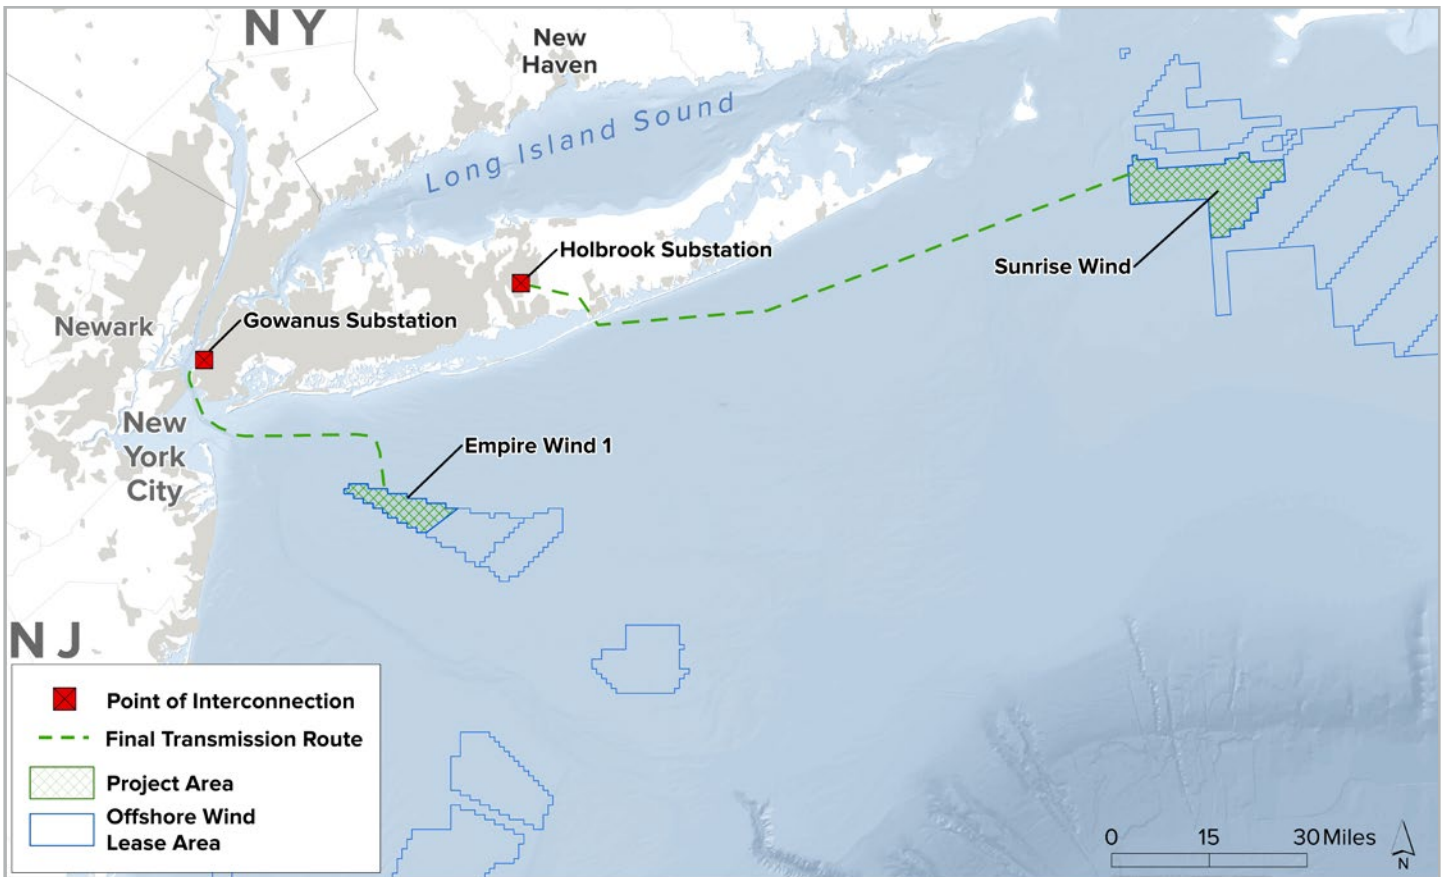 NY
New
Haven
Long Island Sound
Holbrook Substation
Sunrise Wind
Gowanus Substation
Newark
New
York
City
Empire Wind 1
NJ
Point of Interconnection
Final Transmission Route
Project Area
Offshore Wind
Lease Area
0 15 30 Miles
N